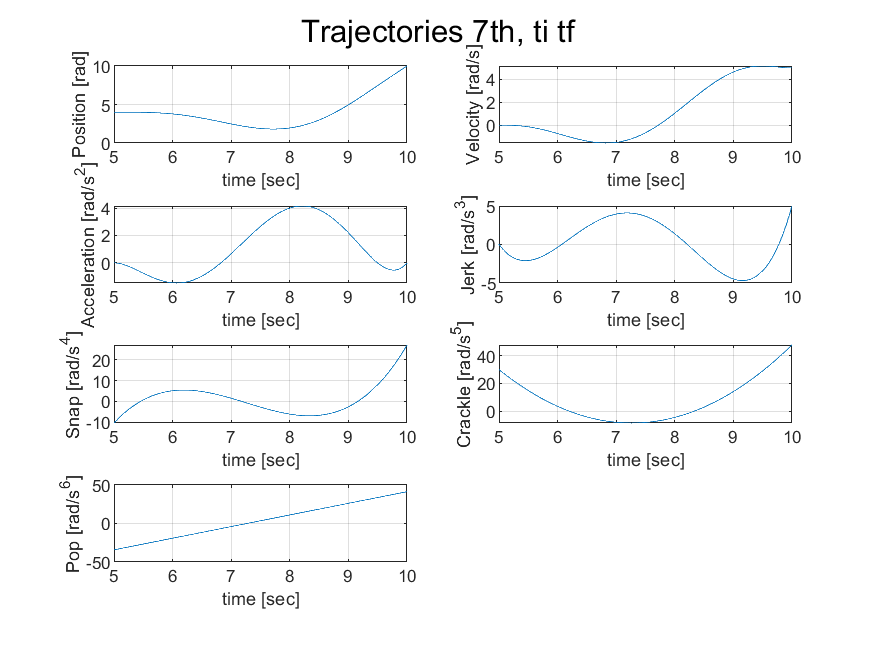 Trajectories 7th, ti tf
Position [rad]
10
5
0
5 6 7 8 9 10
time [sec]
Velocity [rad/s]
4
2
0
5 6 7 8 9 10
time [sec]
Acceleration [rad/s^2]
4
2
0
5 6 7 8 9 10
time [sec]
Jerk [rad/s^3]
5
0
-5
5 6 7 8 9 10
time [sec]
Snap [rad/s^4]
20
10
0
-10
5 6 7 8 9 10
time [sec]
Crackle [rad/s^5]
40
20
0
5 6 7 8 9 10
time [sec]
Pop [rad/s^6]
50
0
-50
5 6 7 8 9 10
time [sec]